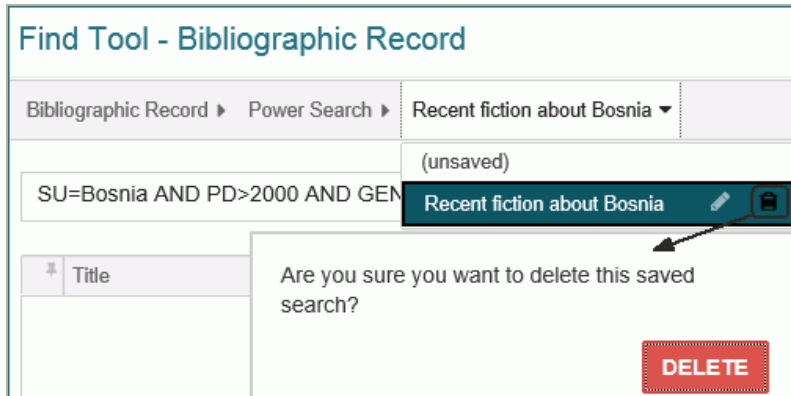 Find Tool - Bibliographic Record
Bibliographic Record Power Search Recent fiction about Bosnia
(unsaved)
SU=Bosnia AND PD>2000 AND GEN
Recent fiction about Bosnia
Title
Are you sure you want to delete this saved
search?
DELETE